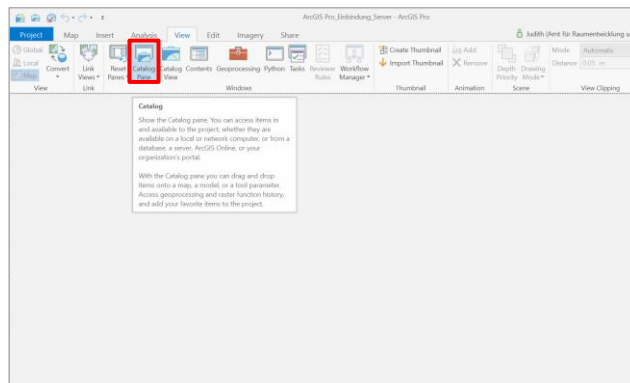 ArcGIS Pro_Einbindung_Server - ArcGIS Pro
Project Map Insert Analysis View Edit Imagery Share
Judith (Amt für Raumentwicklung u
Global
Local
Map
Convert
Link Views
Reset Panes
Catalog Pane
Catalog View
Contents
Geoprocessing
Python
Tasks
Reviewer Rules
Workflow Manager
Create Thumbnail
Import Thumbnail
Add
Remove
Depth Priority
Drawing Mode
Mode Automatic
Distance 0.05 m
View Link Windows Thumbnail Animation Scene View Clipping
Catalog
Show the Catalog pane. You can access items in
and available to the project, whether they are
available on a local or network computer, or from a
database, a server, ArcGIS Online, or your
organization's portal.
With the Catalog pane you can drag and drop
items onto a map, a model, or a tool parameter.
Access geoprocessing and raster function history,
and add your favorite items to the project.